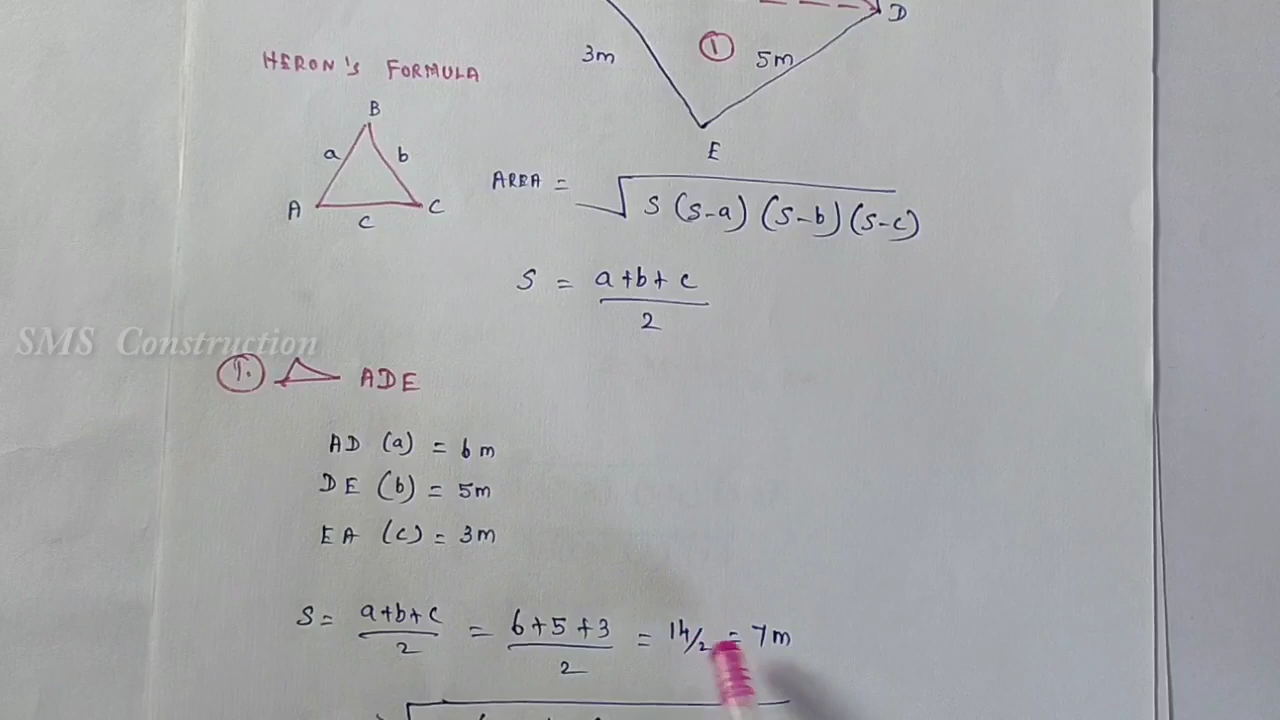 D
3m
1
5m
E
HERON'S FORMULA
B
a
b
A
C
c
AREA = √ S (S-a) (S-b) (S-c)
S = a+b+c / 2
SMS Construction
1. ADE
AD (a) = 6m
DE (b) = 5m
EA (c) = 3m
S = a+b+c / 2 = 6+5+3 / 2 = 14/2 = 7m